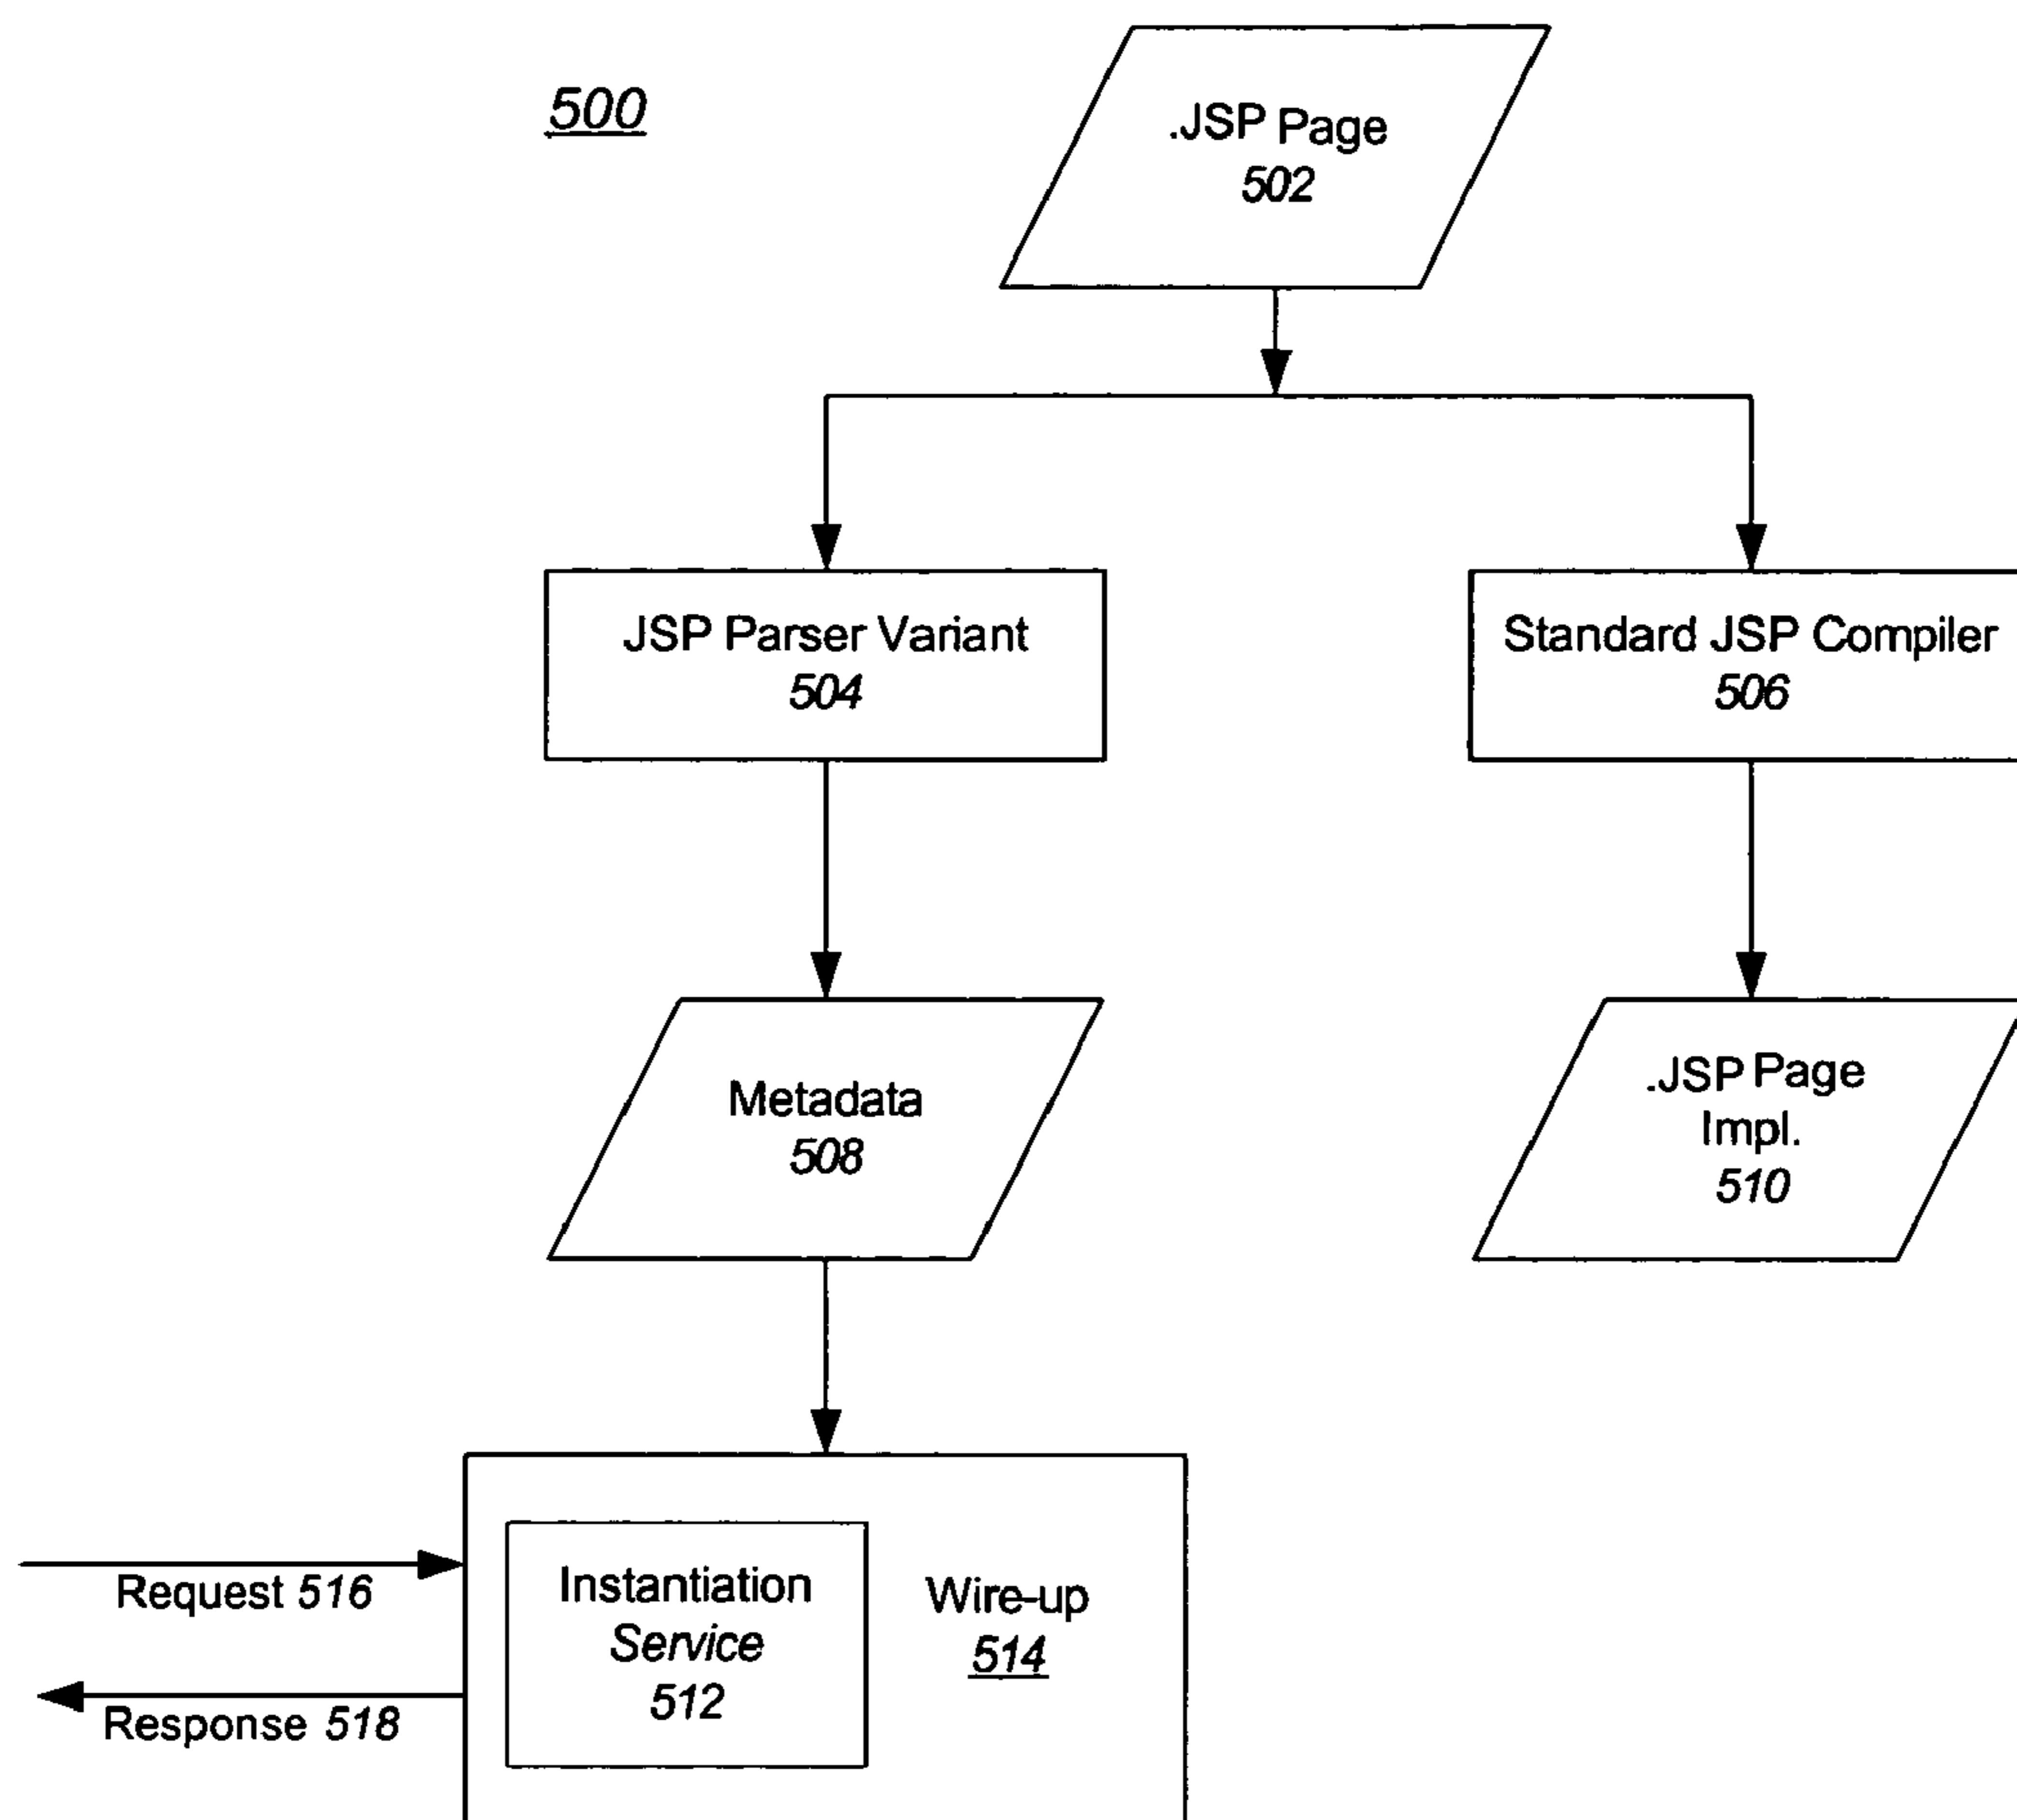 500
.JSP Page
502
JSP Parser Variant
504
Standard JSP Compiler
506
Metadata
508
.JSP Page
Impl.
510
Request 516
Response 518
Instantiation
Service
512
Wire-up
514